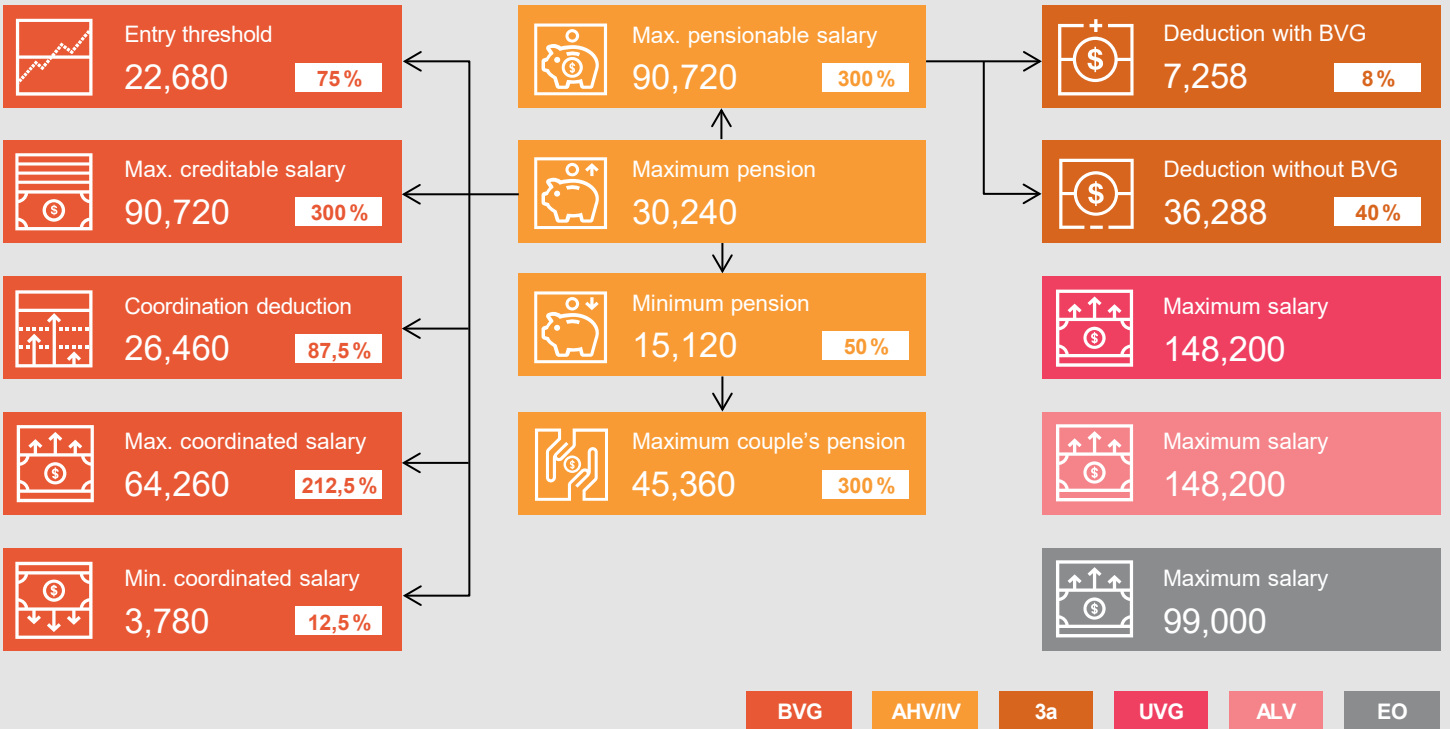 Entry threshold
22,680
75 %
Max. creditable salary
90,720
300 %
Coordination deduction
26,460
87,5 %
Max. coordinated salary
64,260
212,5 %
Min. coordinated salary
3,780
12,5 %
Max. pensionable salary
90,720
300 %
Maximum pension
30,240
Minimum pension
15,120
50 %
Maximum couple's pension
45,360
300 %
Deduction with BVG
7,258
8 %
Deduction without BVG
36,288
40 %
Maximum salary
148,200
Maximum salary
148,200
Maximum salary
99,000
BVG AHV/IV 3a UVG ALV EO